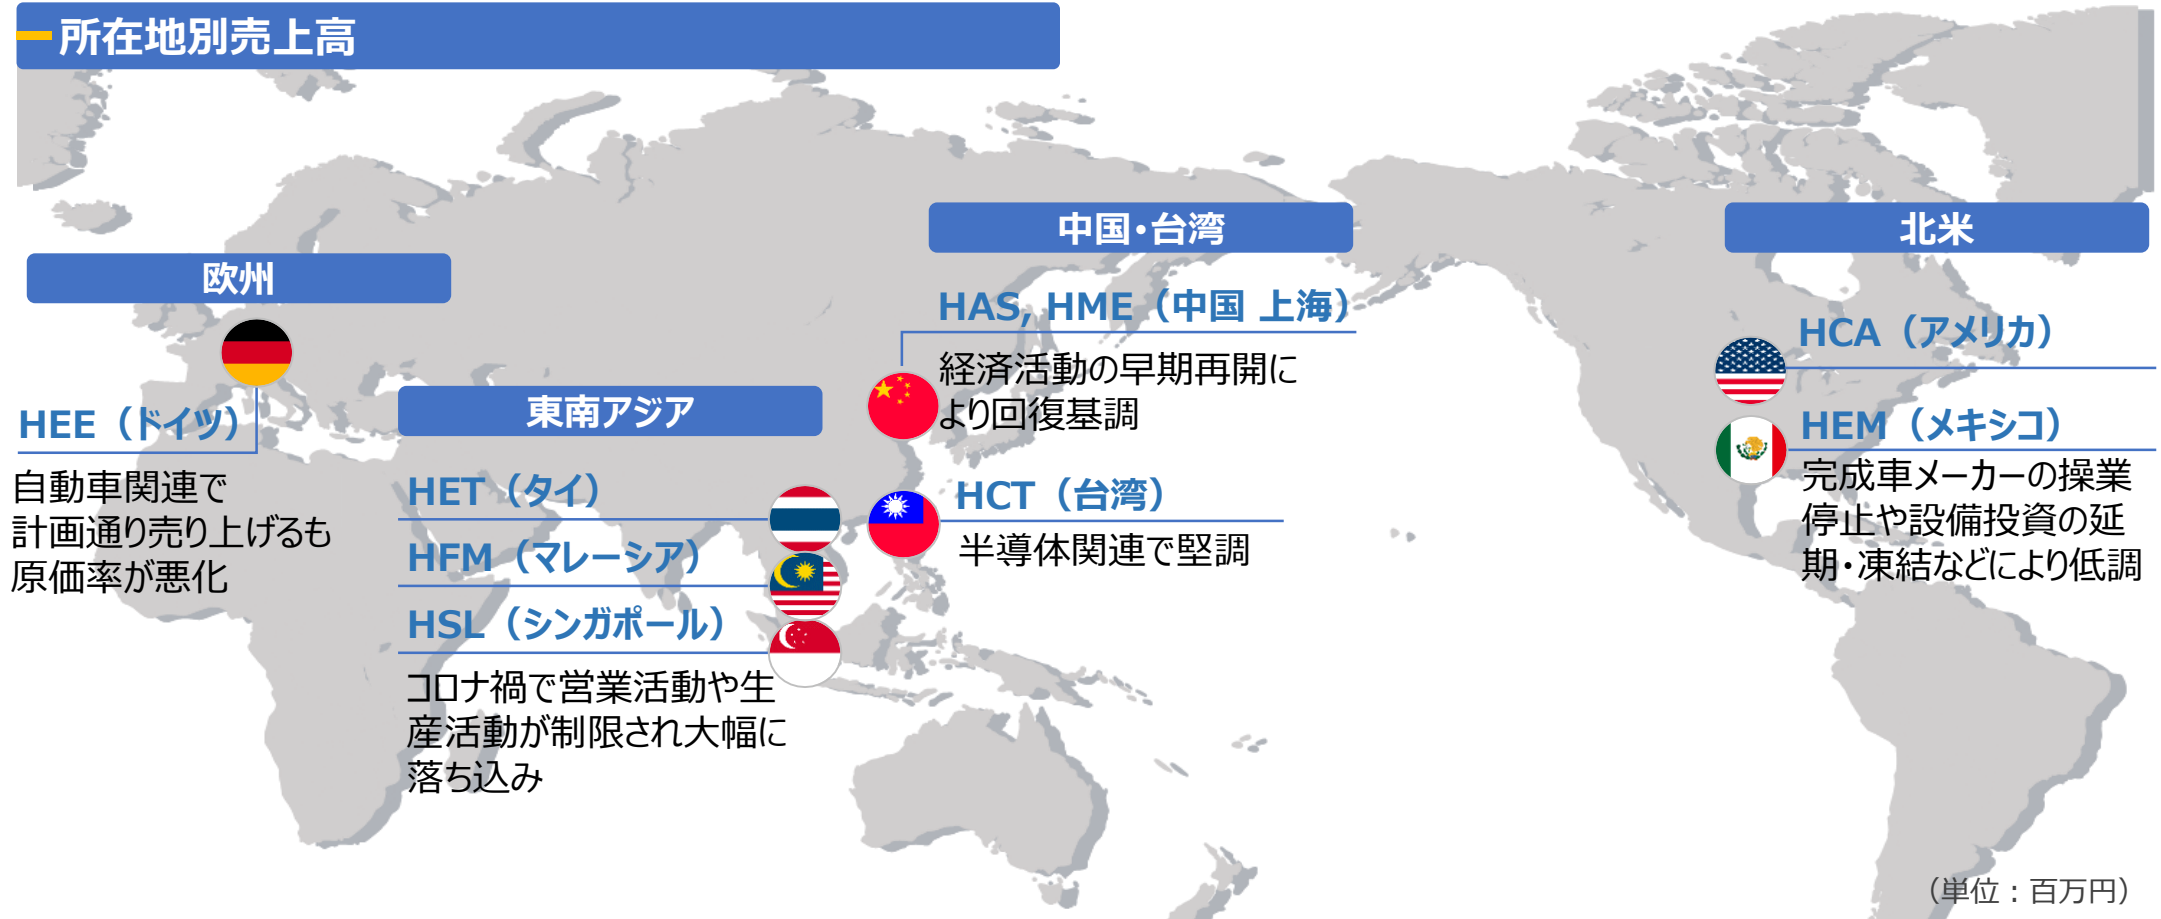 所在地別売上高
欧州
HEE（ドイツ）
自動車関連で
計画通り売り上げるも
原価率が悪化
東南アジア
HET（タイ）
HFM（マレーシア）
HSL（シンガポール）
コロナ禍で営業活動や生
産活動が制限され大幅に
落ち込み
中国・台湾
HAS, HME（中国 上海）
経済活動の早期再開に
より回復基調
HCT（台湾）
半導体関連で堅調
北米
HCA（アメリカ）
HEM（メキシコ）
完成車メーカーの操業
停止や設備投資の延
期・凍結などにより低調
（単位：百万円）